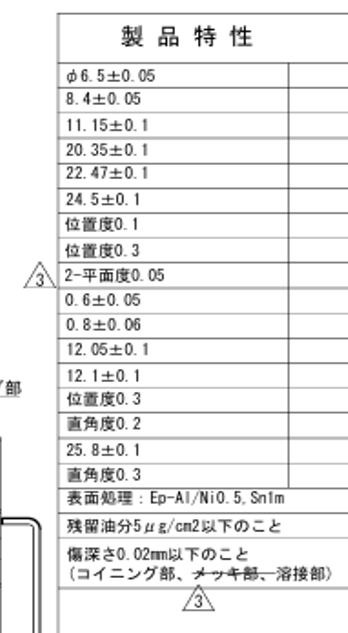 製品特性
φ6.5±0.05
8.4±0.05
11.15±0.1
20.35±0.1
22.47±0.1
24.5±0.1
位置度0.1
位置度0.3
3
2-平面度0.05
0.6±0.05
0.8±0.06
12.05±0.1
12.1±0.1
部
位置度0.3
直角度0.2
25.8±0.1
直角度0.3
表面処理：Ep-Al/Ni0.5,Sn1m
残留油分5μg/cm2以下のこと
傷深さ0.02mm以下のこと
(コイニング部、メッキ部、溶接部)
3